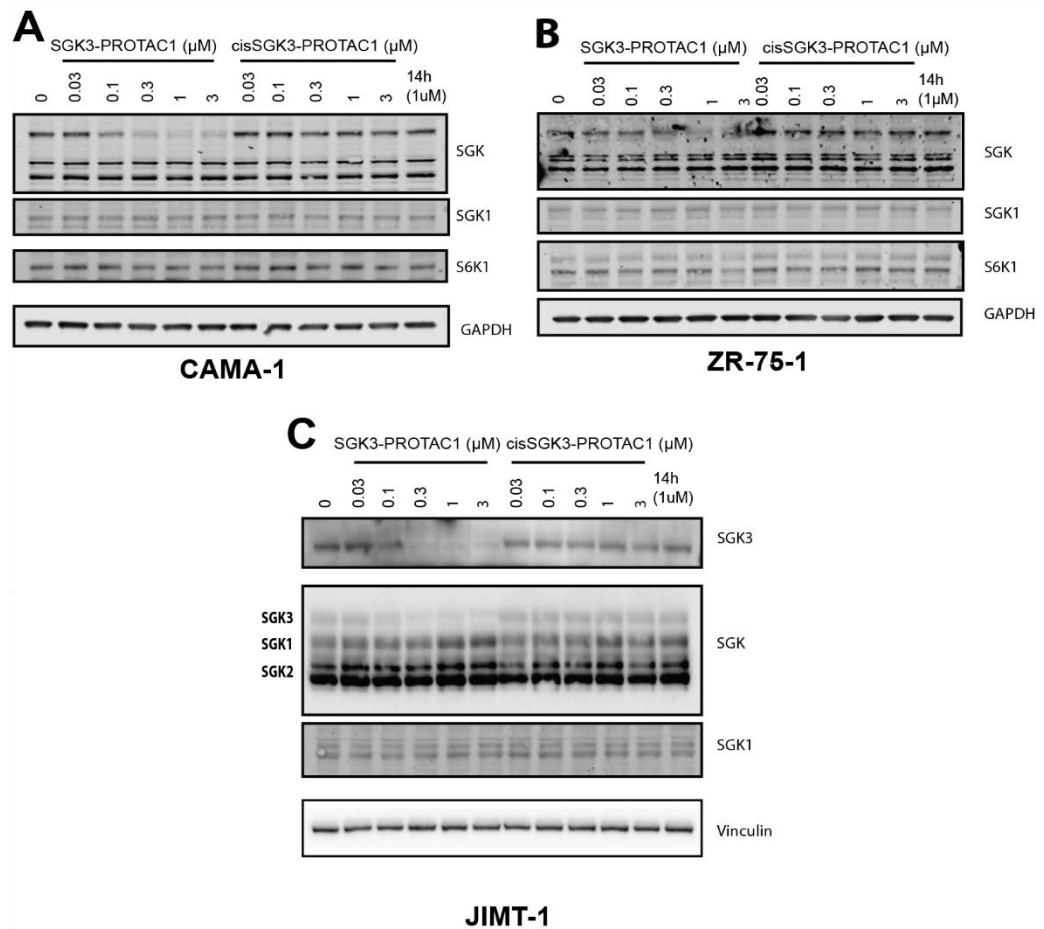 A
SGK3-PROTAC1 (µM) cisSGK3-PROTAC1 (µM)
0 0.03 0.1 0.3 1 3 0.03 0.1 0.3 1 3 14h (1uM)
SGK
SGK1
S6K1
GAPDH
CAMA-1
B
SGK3-PROTAC1 (µM) cisSGK3-PROTAC1 (µM)
0 0.03 0.1 0.3 1 3 0.03 0.1 0.3 1 3 14h (1µM)
SGK
SGK1
S6K1
GAPDH
ZR-75-1
C
SGK3-PROTAC1 (µM) cisSGK3-PROTAC1 (µM)
0 0.03 0.1 0.3 1 3 0.03 0.1 0.3 1 3 14h (1uM)
SGK3
SGK3
SGK1
SGK2
SGK
SGK1
Vinculin
JIMT-1